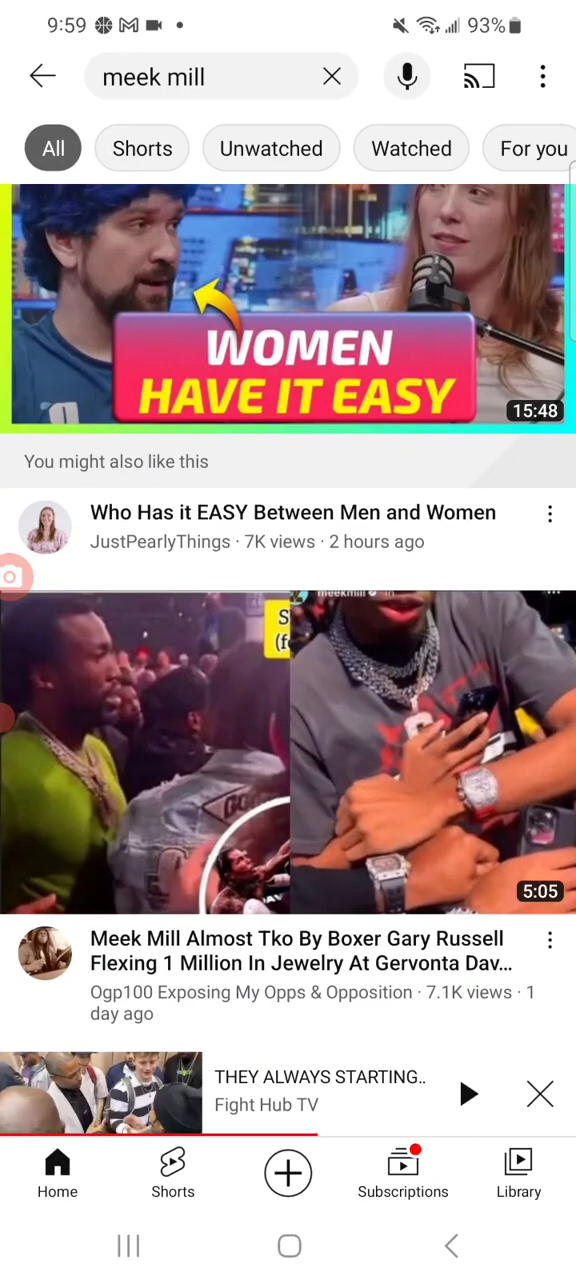 9:59 93%
meek mill
All Shorts Unwatched Watched For you
WOMEN
HAVE IT EASY
15:48
You might also like this
Who Has it EASY Between Men and Women
JustPearlyThings · 7K views · 2 hours ago
meekmill
5:05
Meek Mill Almost Tko By Boxer Gary Russell
Flexing 1 Million In Jewelry At Gervonta Dav...
Ogp100 Exposing My Opps & Opposition · 7.1K views · 1
day ago
THEY ALWAYS STARTING..
Fight Hub TV
Home Shorts Subscriptions Library